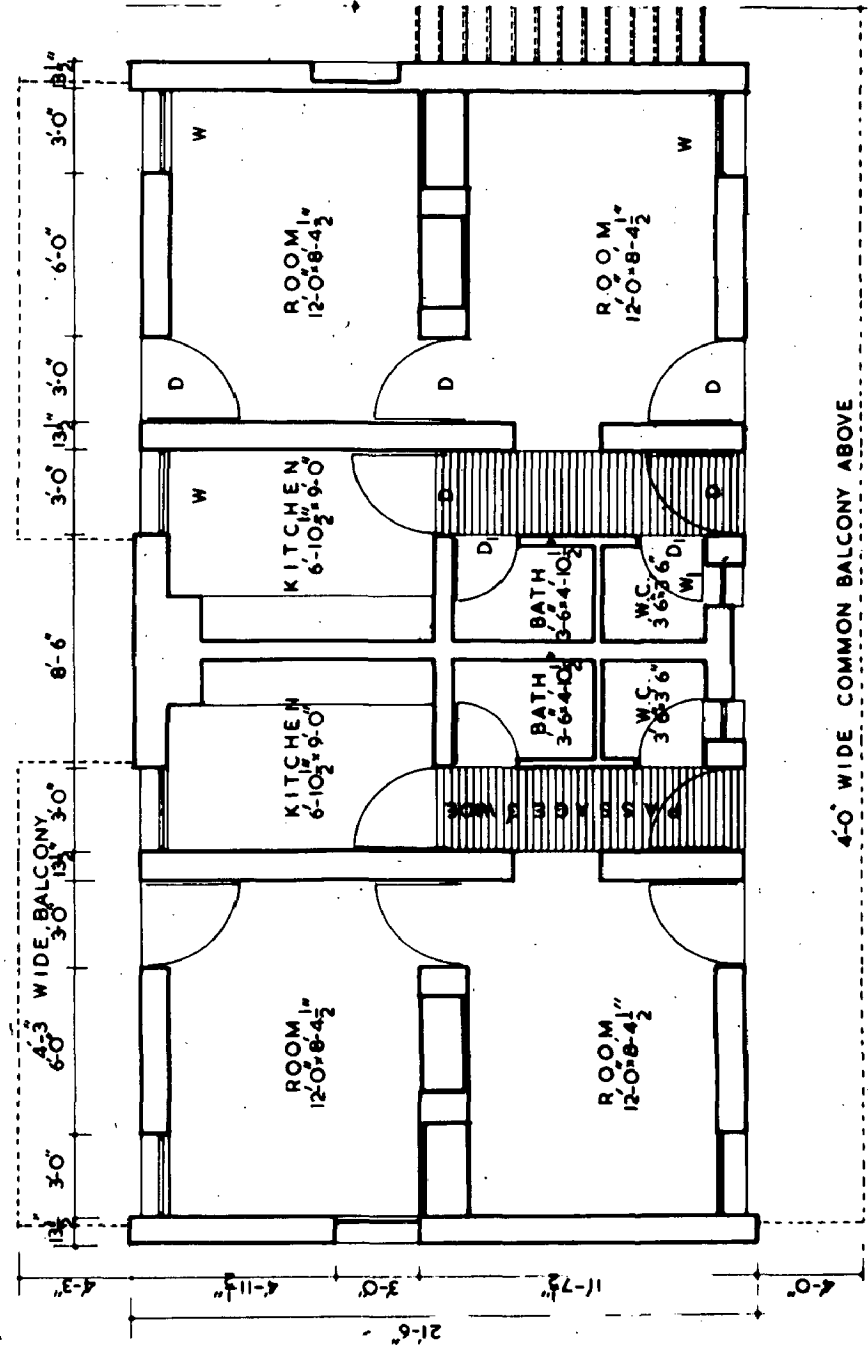 4'-3" WIDE BALCONY
13½" 3'-0" 6'-0" 3'-0" 13½" 3'-0" 8'-6" 3'-0" 13½" 3'-0" 6'-0" 3'-0" 13½"
4'-3"
21'-6"
4'-11½"
3'-0"
11'-7½"
4'-0"
W W
D
ROOM
12'-0"×8'-4½"
KITCHEN
6'-10½"×9'-0"
KITCHEN
6'-10½"×9'-0"
ROOM
12'-0"×8'-4½"
D D
D1
BATH
3'-6"×4'-10½"
BATH
3'-6"×4'-10½"
ROOM
12'-0"×8'-4½"
W.C.
3'6"×3'6"
W.C.
3'6"×3'6"
ROOM
12'-0"×8'-4½"
D1
W1
D D
W
4'-0" WIDE COMMON BALCONY ABOVE